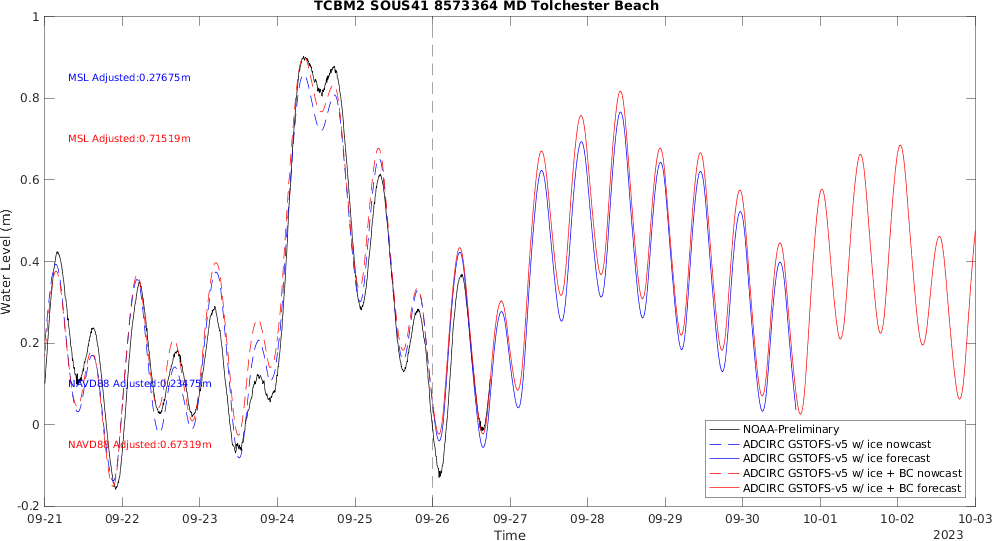 TCBM2 SOUS41 8573364 MD Tolchester Beach
Water Level (m)
1
0.8
0.6
0.4
0.2
0
-0.2
MSL Adjusted:0.27675m
MSL Adjusted:0.71519m
NAVD88 Adjusted:0.23475m
NAVD88 Adjusted:0.67319m
NOAA-Preliminary
ADCIRC GSTOFS-v5 w/ ice nowcast
ADCIRC GSTOFS-v5 w/ ice forecast
ADCIRC GSTOFS-v5 w/ ice + BC nowcast
ADCIRC GSTOFS-v5 w/ ice + BC forecast
09-21 09-22 09-23 09-24 09-25 09-26 09-27 09-28 09-29 09-30 10-01 10-02 10-03
Time
2023